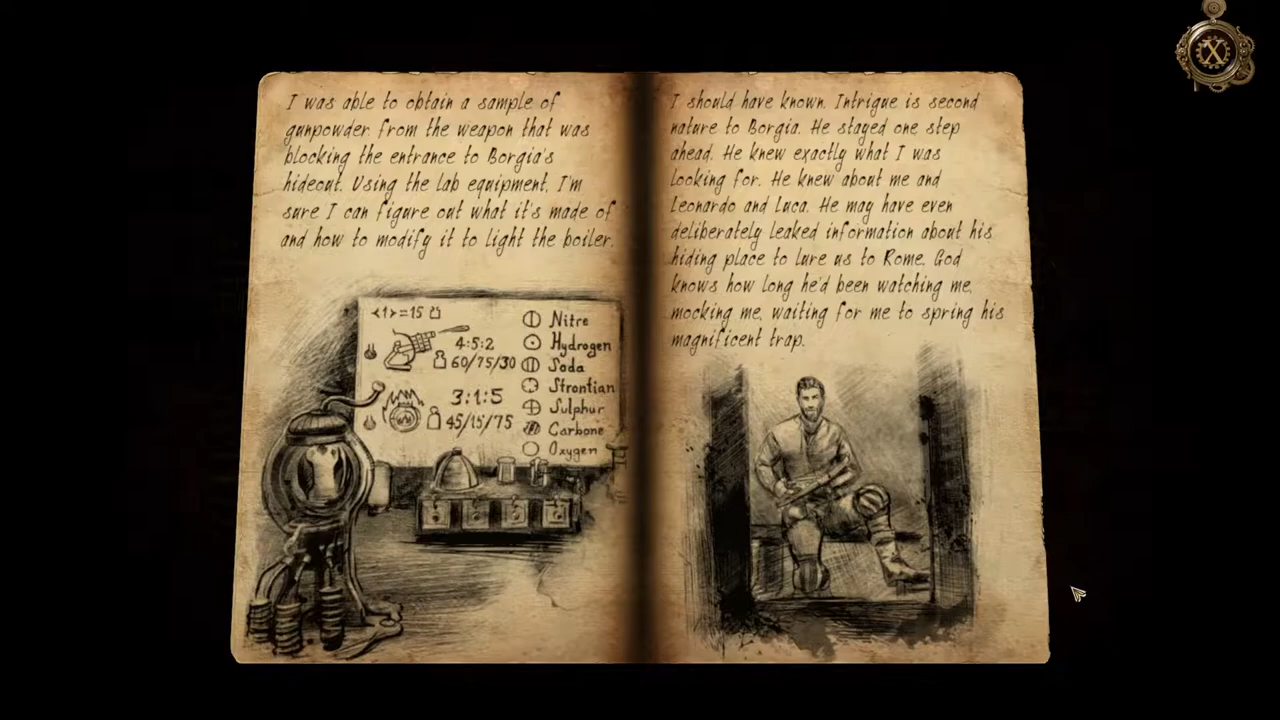 I was able to obtain a sample of
gunpowder from the weapon that was
blocking the entrance to Borgia's
hideout. Using the lab equipment, I'm
sure I can figure out what it's made of
and how to modify it to light the boiler.
<1>=15
4:5:2
60/75/30
3:1:5
45/15/75
Nitre
Hydrogen
Soda
Strontian
Sulphur
Carbone
Oxygen
I should have known. Intrigue is second
nature to Borgia. He stayed one step
ahead. He knew exactly what I was
looking for. He knew about me and
Leonardo and Luca. He may have even
deliberately leaked information about his
hiding place to lure us to Rome. God
knows how long he'd been watching me,
mocking me, waiting for me to spring his
magnificent trap.
X